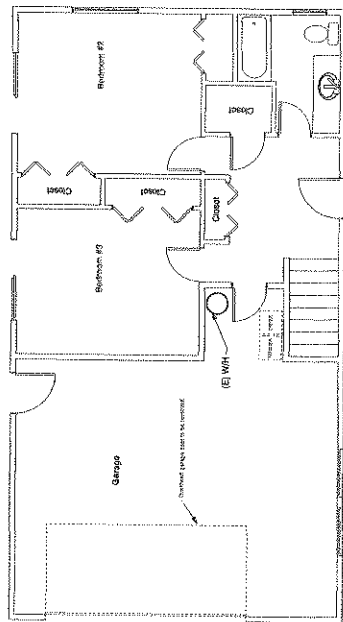 Bedroom #2
Closet
Closet
Closet
Closet
Bedroom #3
(E) W/H
Garage
Overhead garage door to be removed